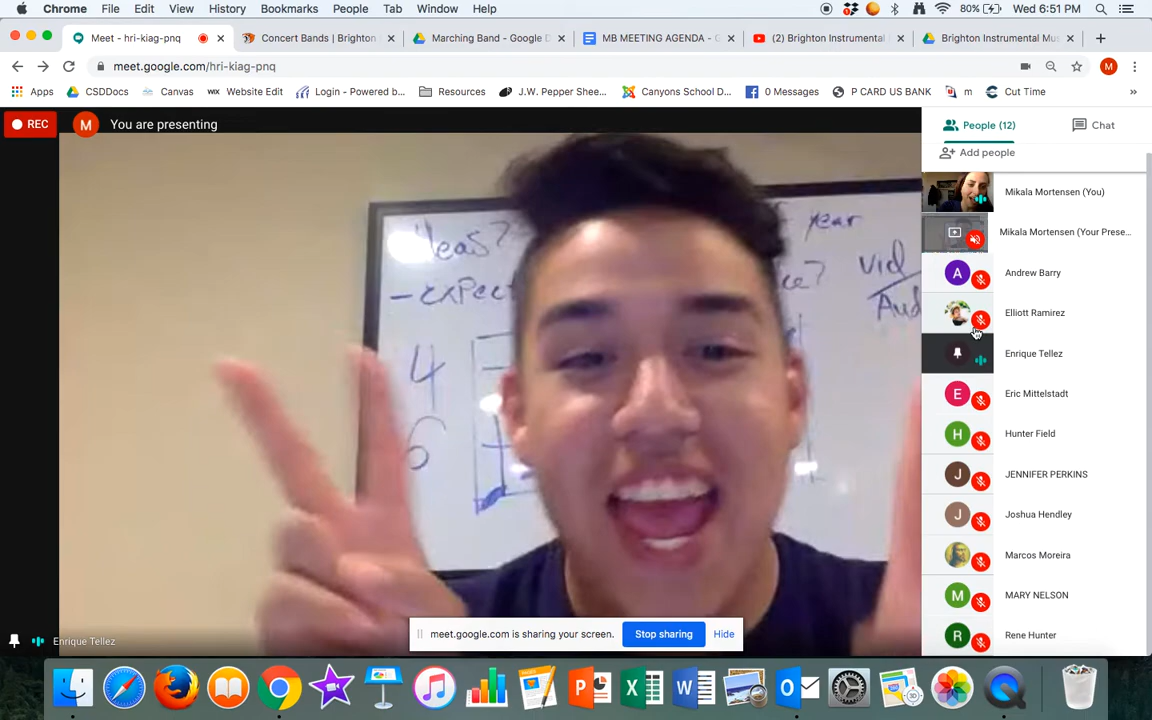 Chrome File Edit View History Bookmarks People Tab Window Help 80% Wed 6:51 PM
Meet - hri-kiag-pnq Concert Bands | Brighton Marching Band - Google D MB MEETING AGENDA - G (2) Brighton Instrumental Brighton Instrumental Mus
meet.google.com/hri-kiag-pnq M
Apps CSDDocs Canvas WIX Website Edit Login - Powered b... Resources J.W. Pepper Shee... Canyons School D... 0 Messages P CARD US BANK m Cut Time »
REC M You are presenting
People (12) Chat
Add people
Mikala Mortensen (You)
Mikala Mortensen (Your Prese...
A Andrew Barry
Elliott Ramirez
Enrique Tellez
E Eric Mittelstadt
H Hunter Field
J JENNIFER PERKINS
J Joshua Hendley
Marcos Moreira
M MARY NELSON
R Rene Hunter
year
- expec
vid
4
6
Enrique Tellez
meet.google.com is sharing your screen. Stop sharing Hide